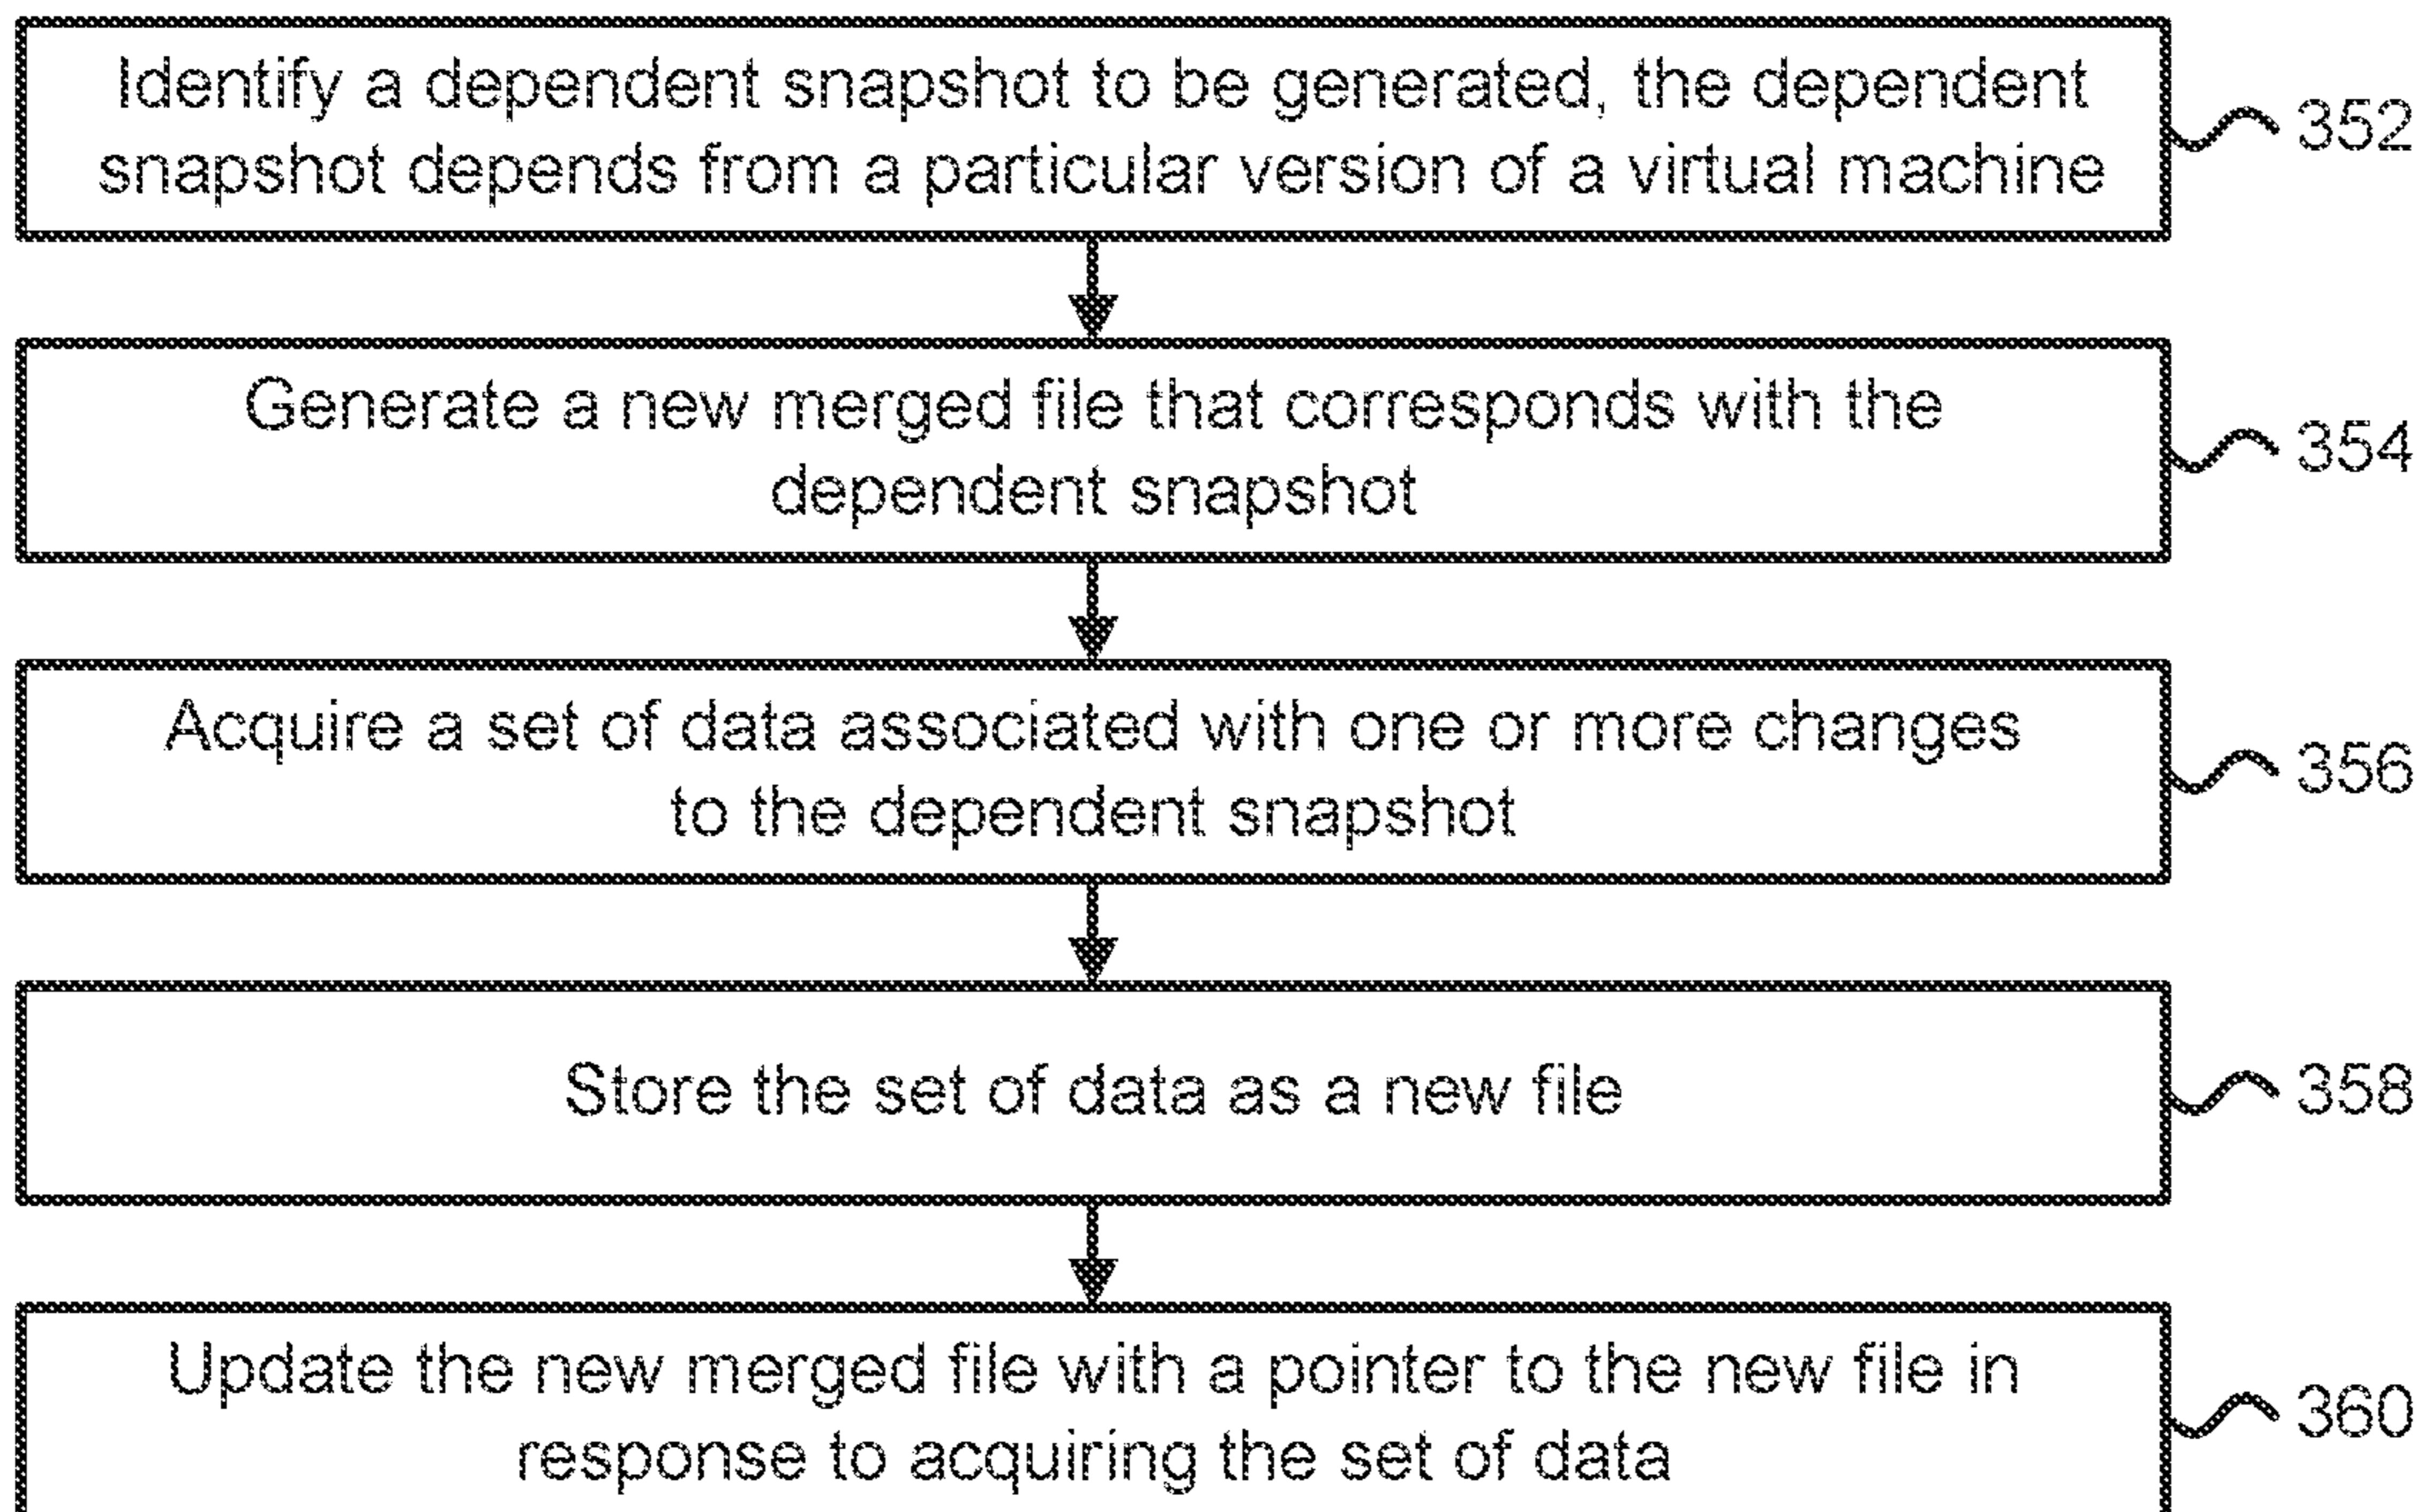 Identify a dependent snapshot to be generated, the dependent
snapshot depends from a particular version of a virtual machine
352
Generate a new merged file that corresponds with the
dependent snapshot
354
Acquire a set of data associated with one or more changes
to the dependent snapshot
356
Store the set of data as a new file
358
Update the new merged file with a pointer to the new file in
response to acquiring the set of data
360